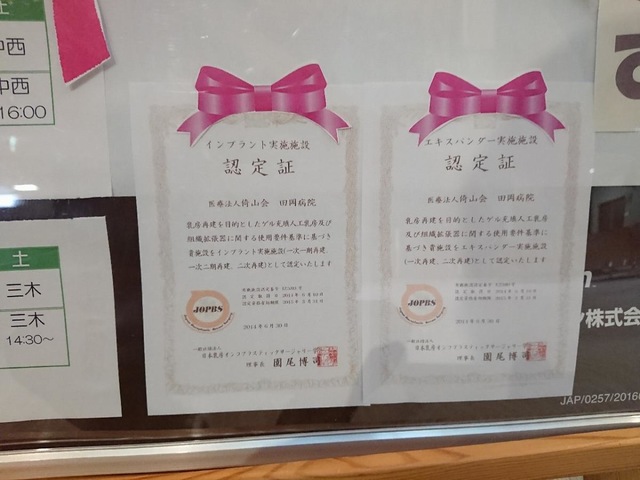 土
中西
中西
16:00
土
三木
三木
14:30～
インプラント実施施設
認定証
医療法人倚山会 田岡病院
乳房再建を目的としたゲル充填人工乳房
及び
組織拡張器に関する使用要件基準に基づき
貴施設をインプラント実施施設(一次一期再建、
一次二期再建、二次再建)として認定いたします
JOPBS
2014年6月30日
一般社団法人
日本乳房オンコプラスティックサージャリー
理事長
エキスパンダー実施施設
認定証
医療法人倚山会 田岡病院
乳房再建を目的としたゲル充填人工乳房
及び組織拡張器に関する使用要件基準に基
づき貴施設をエキスパンダー実施施設
(一次再建、二次再建)として認定いたします
JOPBS
一般社団法人
日本乳房オンコプラスティックサージャリー
理事長
株式会
JAP/0257/2016